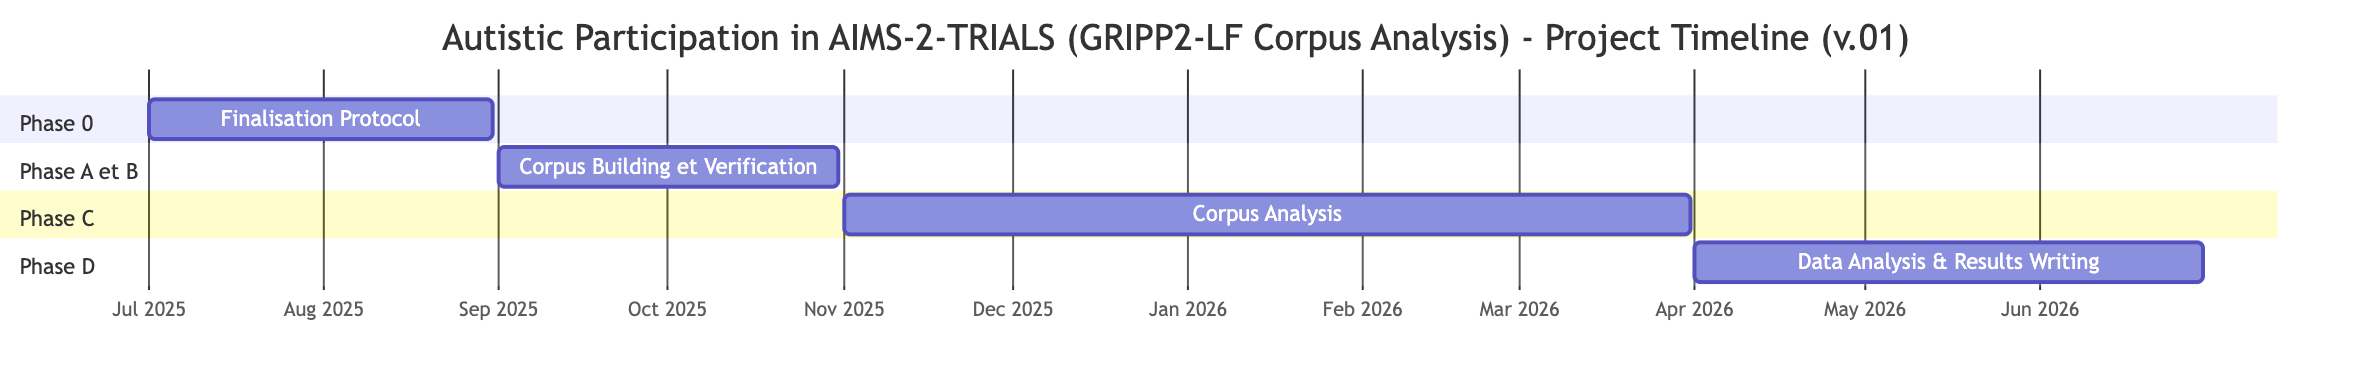 Autistic Participation in AIMS-2-TRIALS (GRIPP2-LF Corpus Analysis) - Project Timeline (v.01)
Phase 0
Finalisation Protocol
Phase A et B
Corpus Building et Verification
Phase C
Corpus Analysis
Phase D
Data Analysis & Results Writing
Jul 2025 Aug 2025 Sep 2025 Oct 2025 Nov 2025 Dec 2025 Jan 2026 Feb 2026 Mar 2026 Apr 2026 May 2026 Jun 2026